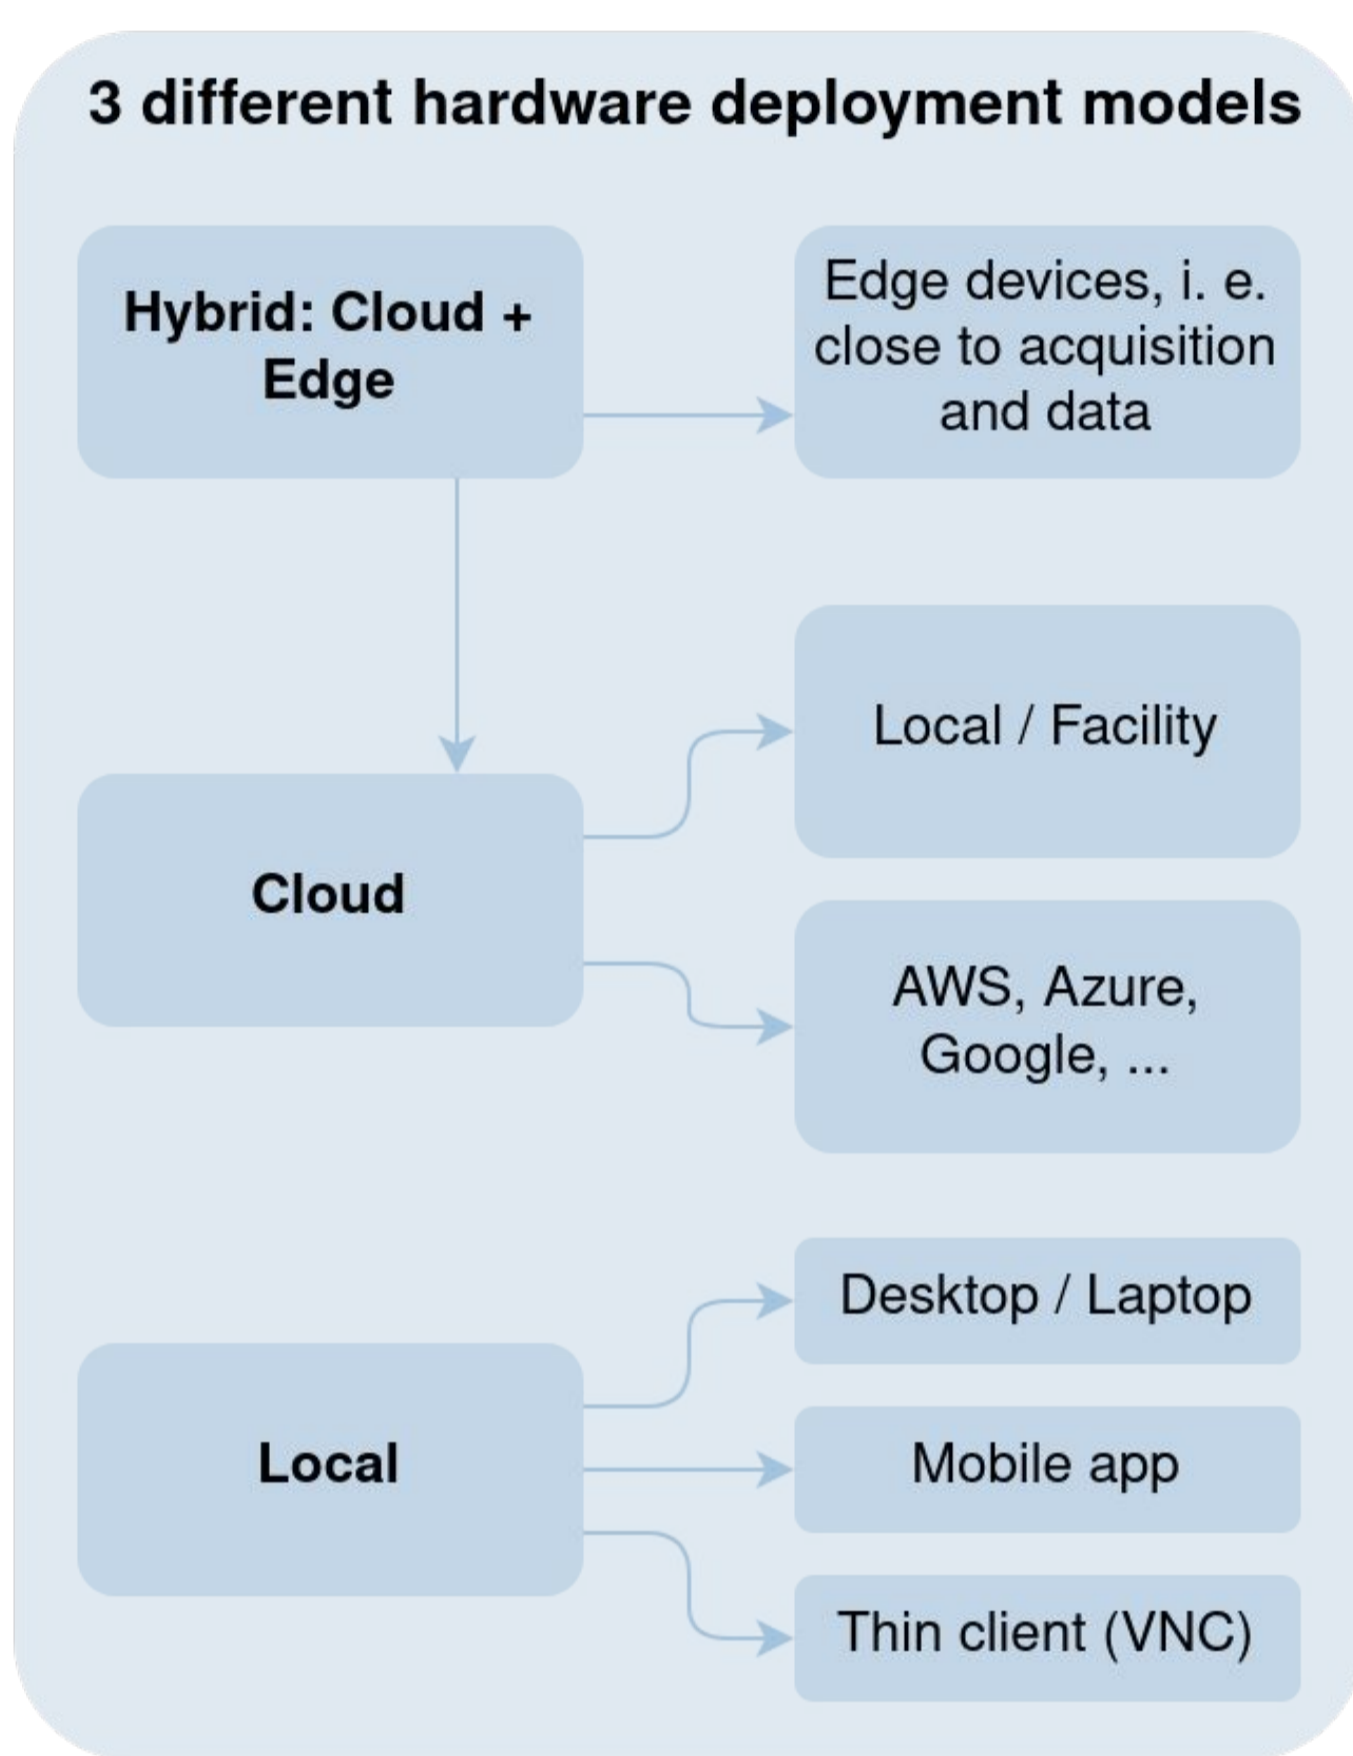 3 different hardware deployment models
Hybrid: Cloud +
Edge
Edge devices, i. e.
close to acquisition
and data
Cloud
Local / Facility
AWS, Azure,
Google, ...
Local
Desktop / Laptop
Mobile app
Thin client (VNC)